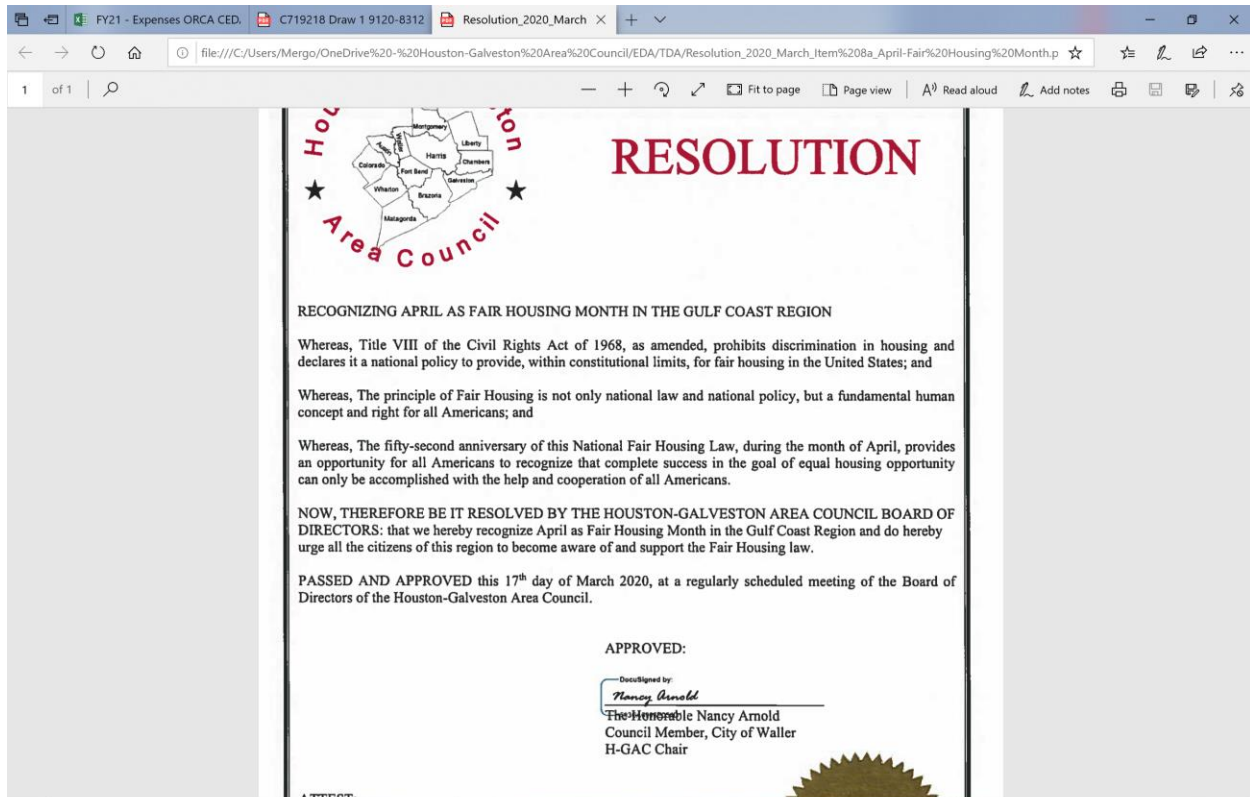 FY21 - Expenses ORCA CED.
C719218 Draw 1 9120-8312
Resolution_2020_March
file:///C:/Users/Mergo/OneDrive%20-%20Houston-Galveston%20Area%20Council/EDA/TDA/Resolution_2020_March_Item%208a_April-Fair%20Housing%20Month.p
1 of 1
Fit to page
Page view
Read aloud
Add notes
Area Council
Montgomery
Liberty
Austin
Harris
Chambers
Colorado
Fort Bend
Galveston
Wharton
Brazoria
Matagorda
RESOLUTION
RECOGNIZING APRIL AS FAIR HOUSING MONTH IN THE GULF COAST REGION
Whereas, Title VIII of the Civil Rights Act of 1968, as amended, prohibits discrimination in housing and
declares it a national policy to provide, within constitutional limits, for fair housing in the United States; and
Whereas, The principle of Fair Housing is not only national law and national policy, but a fundamental human
concept and right for all Americans; and
Whereas, The fifty-second anniversary of this National Fair Housing Law, during the month of April, provides
an opportunity for all Americans to recognize that complete success in the goal of equal housing opportunity
can only be accomplished with the help and cooperation of all Americans.
NOW, THEREFORE BE IT RESOLVED BY THE HOUSTON-GALVESTON AREA COUNCIL BOARD OF
DIRECTORS: that we hereby recognize April as Fair Housing Month in the Gulf Coast Region and do hereby
urge all the citizens of this region to become aware of and support the Fair Housing law.
PASSED AND APPROVED this 17th day of March 2020, at a regularly scheduled meeting of the Board of
Directors of the Houston-Galveston Area Council.
APPROVED:
DocuSigned by:
Nancy Arnold
The Honorable Nancy Arnold
Council Member, City of Waller
H-GAC Chair
ATTEST: